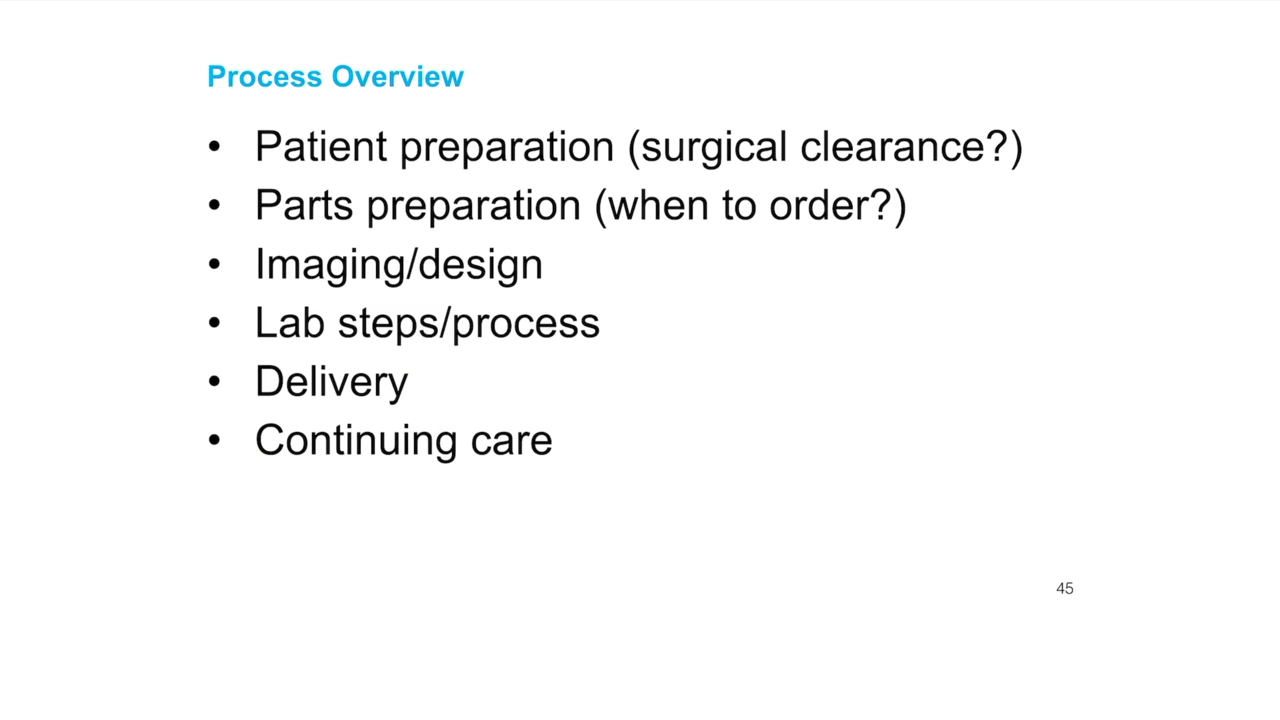 Process Overview
• Patient preparation (surgical clearance?)
• Parts preparation (when to order?)
• Imaging/design
• Lab steps/process
• Delivery
• Continuing care
45